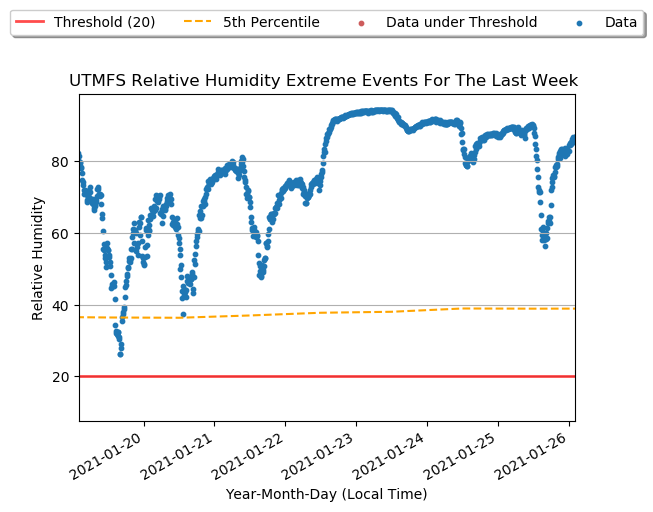 Threshold (20) 5th Percentile Data under Threshold Data
UTMFS Relative Humidity Extreme Events For The Last Week
Relative Humidity
80
60
40
20
2021-01-20 2021-01-21 2021-01-22 2021-01-23 2021-01-24 2021-01-25 2021-01-26
Year-Month-Day (Local Time)